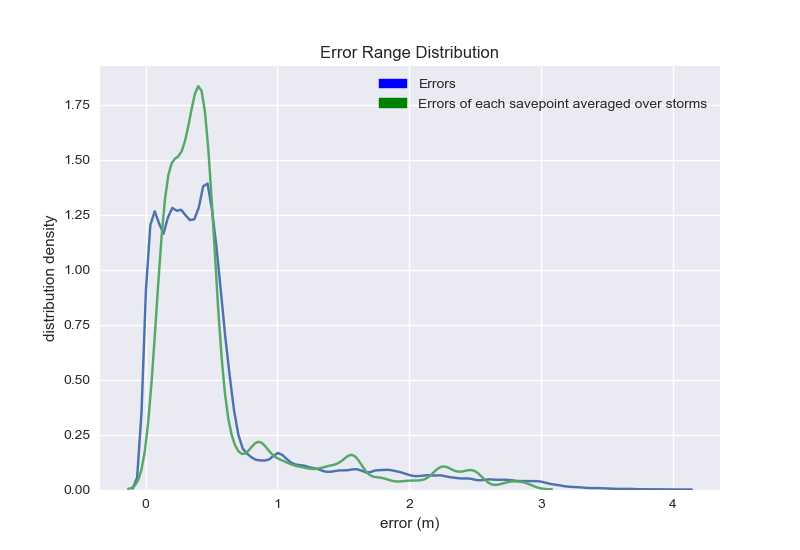 Error Range Distribution
Errors
Errors of each savepoint averaged over storms
distribution density
1.75
1.50
1.25
1.00
0.75
0.50
0.25
0.00
0
1
2
3
4
error (m)